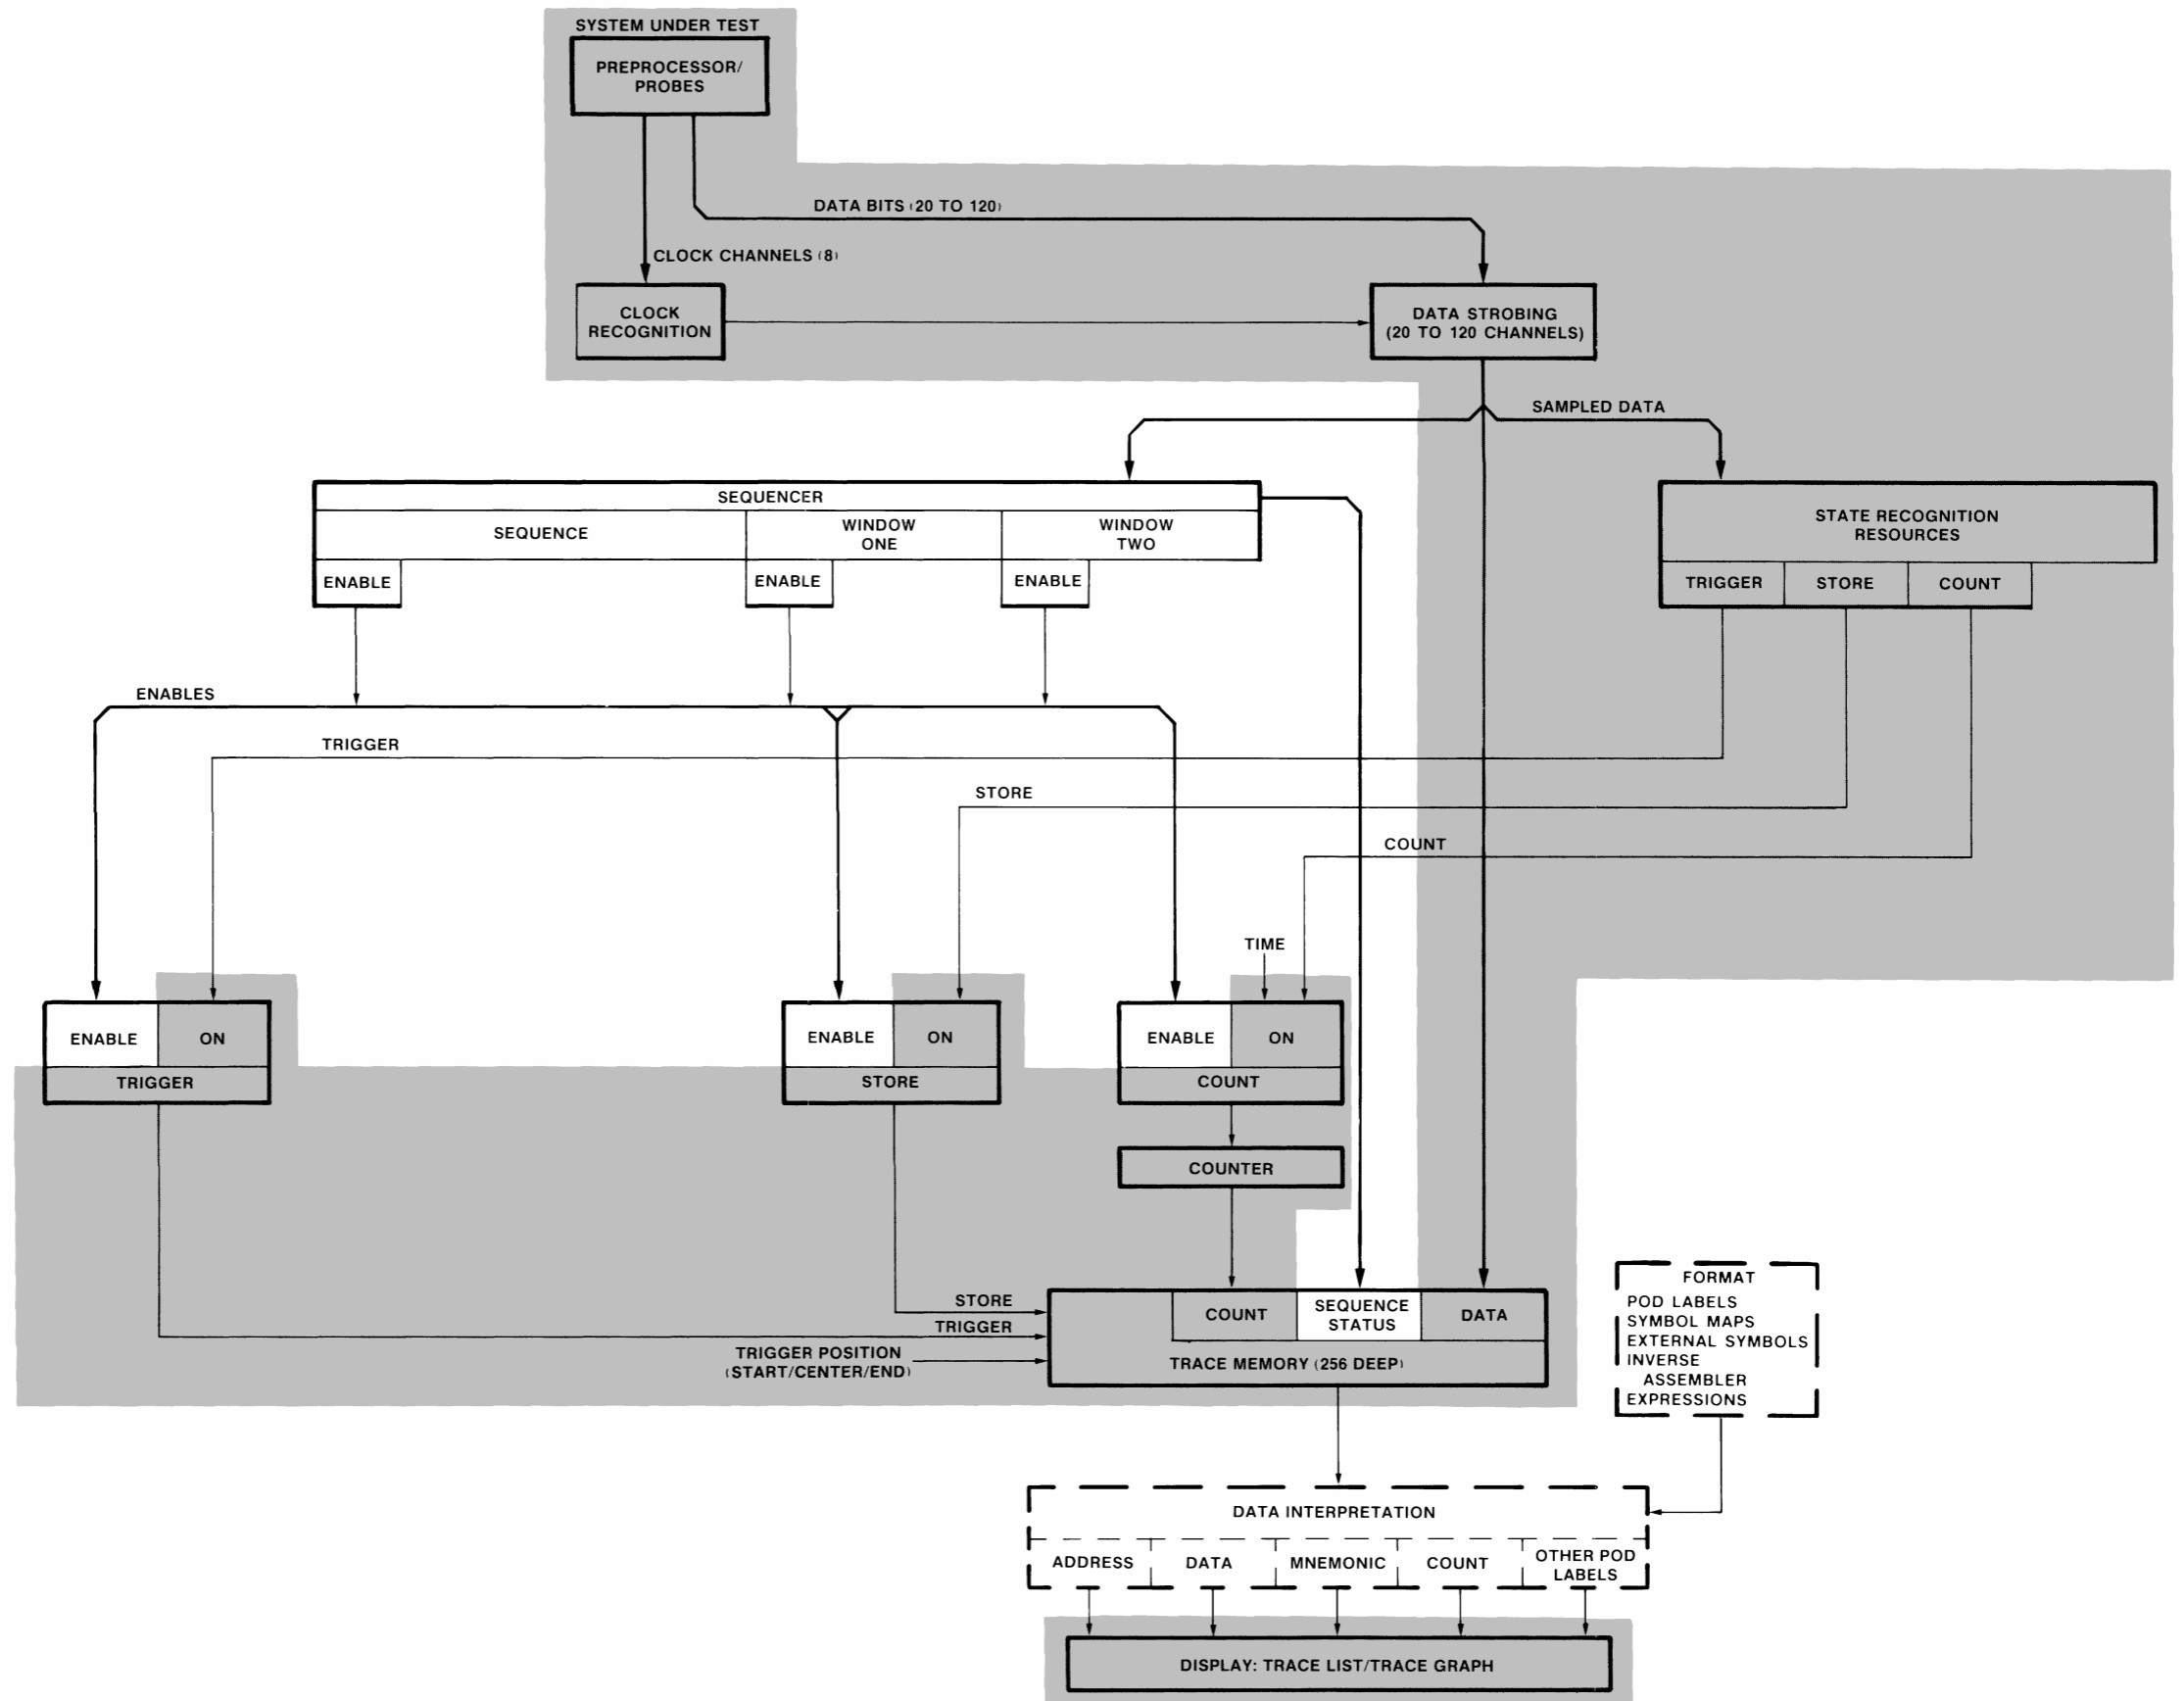 SYSTEM UNDER TEST
PREPROCESSOR/
PROBES
DATA BITS (20 TO 120)
CLOCK CHANNELS (8)
CLOCK
RECOGNITION
DATA STROBING
(20 TO 120 CHANNELS)
SAMPLED DATA
SEQUENCER
SEQUENCE
WINDOW
ONE
WINDOW
TWO
ENABLE
ENABLE
ENABLE
STATE RECOGNITION
RESOURCES
TRIGGER
STORE
COUNT
ENABLES
TRIGGER
STORE
COUNT
TIME
ENABLE
ON
TRIGGER
ENABLE
ON
STORE
ENABLE
ON
COUNT
COUNTER
STORE
TRIGGER
TRIGGER POSITION
(START/CENTER/END)
COUNT
SEQUENCE
STATUS
DATA
TRACE MEMORY (256 DEEP)
FORMAT
POD LABELS
SYMBOL MAPS
EXTERNAL SYMBOLS
INVERSE
ASSEMBLER
EXPRESSIONS
DATA INTERPRETATION
ADDRESS
DATA
MNEMONIC
COUNT
OTHER POD
LABELS
DISPLAY: TRACE LIST/TRACE GRAPH